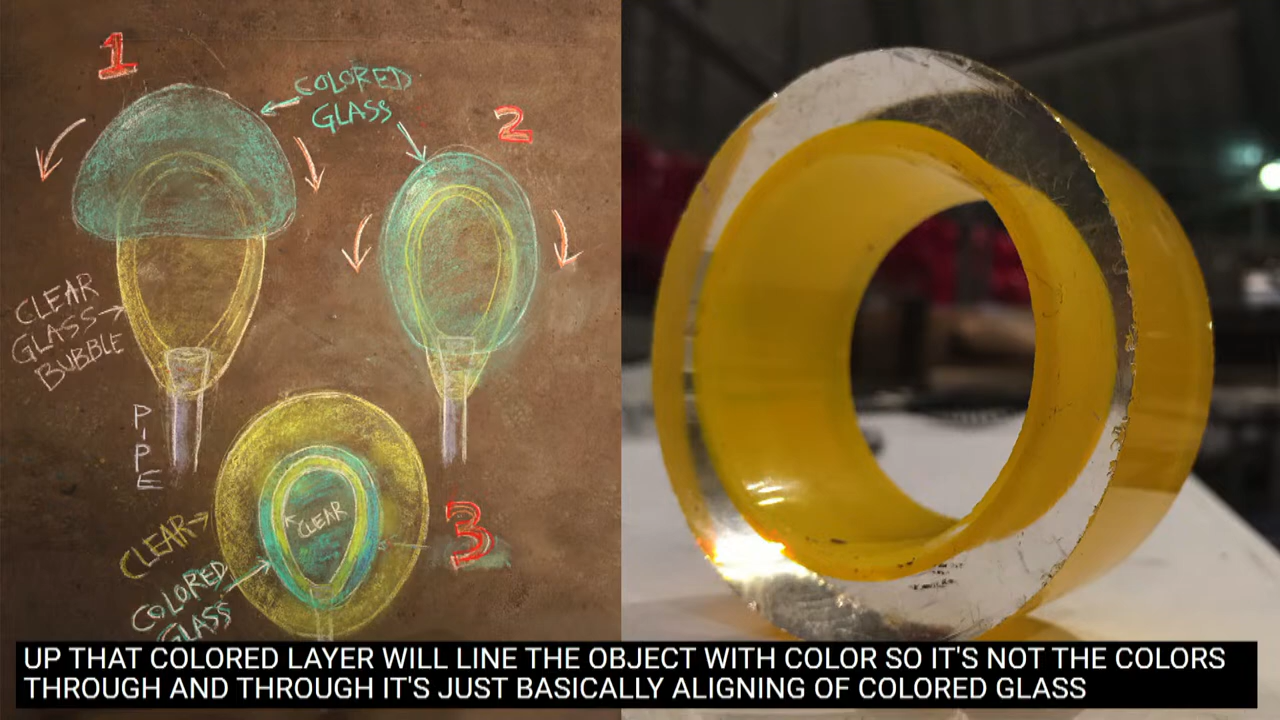 1
COLORED
GLASS
2
CLEAR
GLASS
BUBBLE
PIPE
CLEAR
CLEAR
3
COLORED
GLASS
UP THAT COLORED LAYER WILL LINE THE OBJECT WITH COLOR SO IT'S NOT THE COLORS
THROUGH AND THROUGH IT'S JUST BASICALLY ALIGNING OF COLORED GLASS